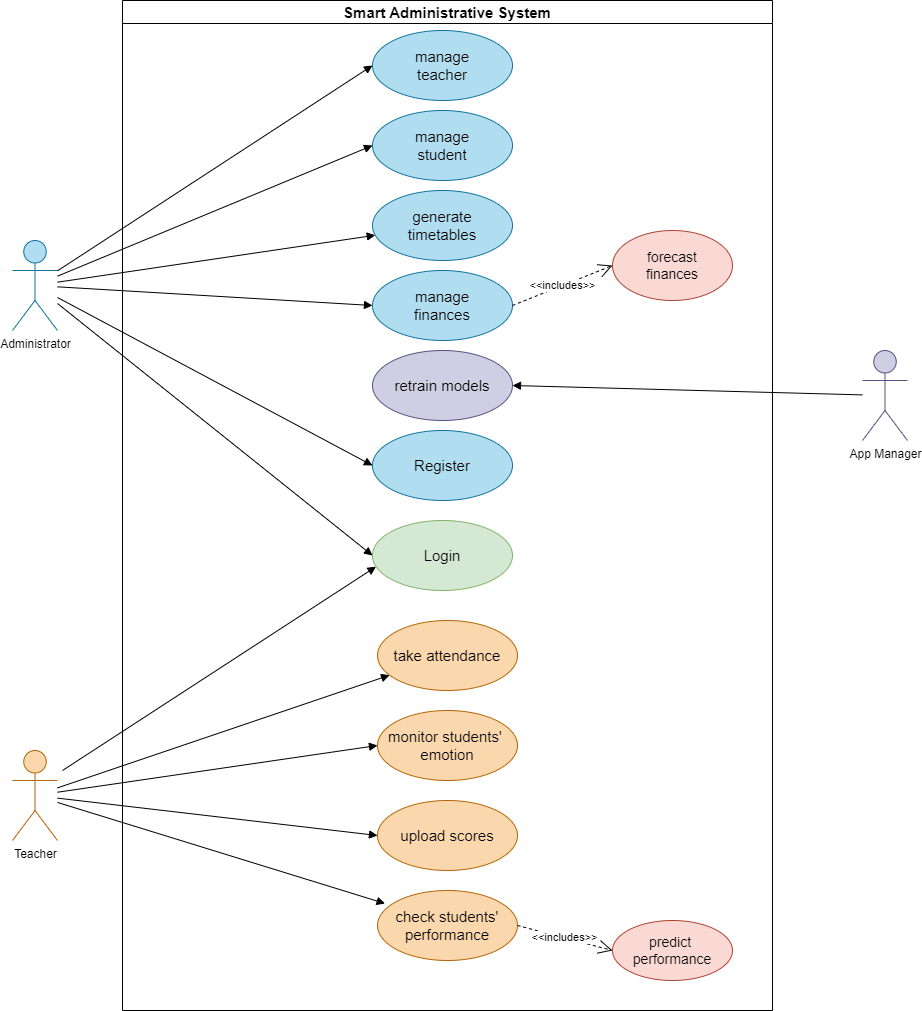 Smart Administrative System
manage
teacher
manage
student
generate
timetables
manage
finances
<<includes>>
forecast
finances
Administrator
retrain models
App Manager
Register
Login
take attendance
monitor students'
emotion
Teacher
upload scores
check students'
performance
<<includes>>
predict
performance